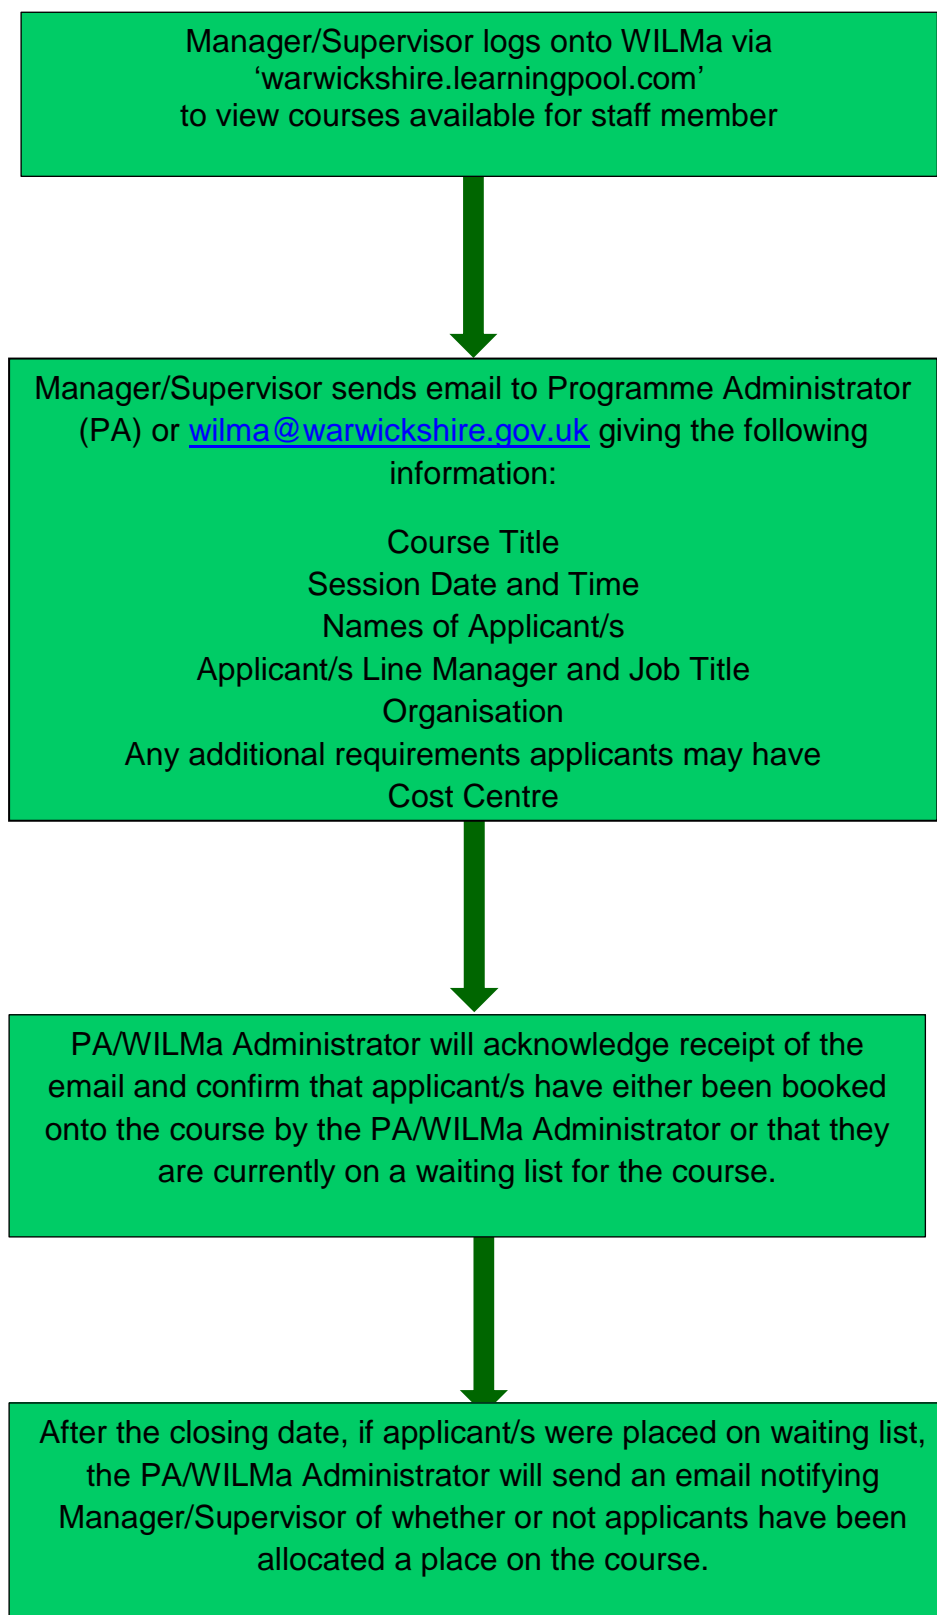 Manager/Supervisor logs onto WILMa via
‘warwickshire.learningpool.com’
to view courses available for staff member
Manager/Supervisor sends email to Programme Administrator
(PA) or wilma@warwickshire.gov.uk giving the following
information:
Course Title
Session Date and Time
Names of Applicant/s
Applicant/s Line Manager and Job Title
Organisation
Any additional requirements applicants may have
Cost Centre
PA/WILMa Administrator will acknowledge receipt of the
email and confirm that applicant/s have either been booked
onto the course by the PA/WILMa Administrator or that they
are currently on a waiting list for the course.
After the closing date, if applicant/s were placed on waiting list,
the PA/WILMa Administrator will send an email notifying
Manager/Supervisor of whether or not applicants have been
allocated a place on the course.